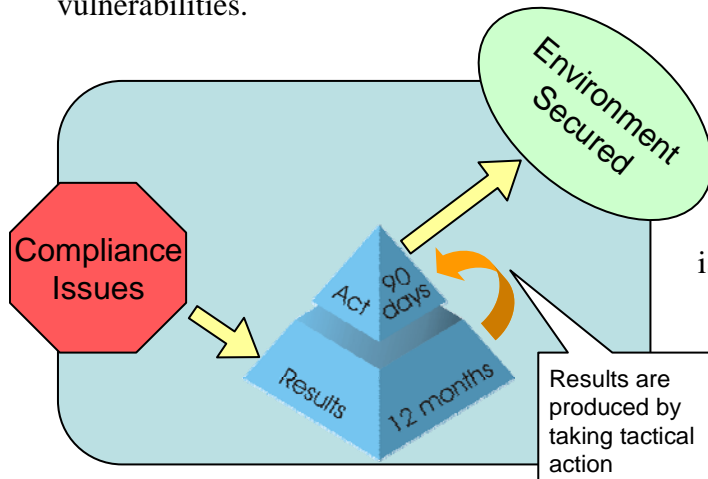 vulnerabilities.
Environment
Secured
Compliance
Issues
i
Act
90
days
Results
12 months
Results are
produced by
taking tactical
action